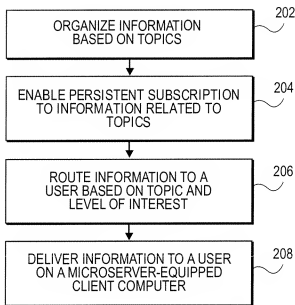 202
ORGANIZE INFORMATION
BASED ON TOPICS
204
ENABLE PERSISTENT SUBSCRIPTION
TO INFORMATION RELATED TO
TOPICS
206
ROUTE INFORMATION TO A
USER BASED ON TOPIC AND
LEVEL OF INTEREST
208
DELIVER INFORMATION TO A USER
ON A MICROSERVER-EQUIPPED
CLIENT COMPUTER